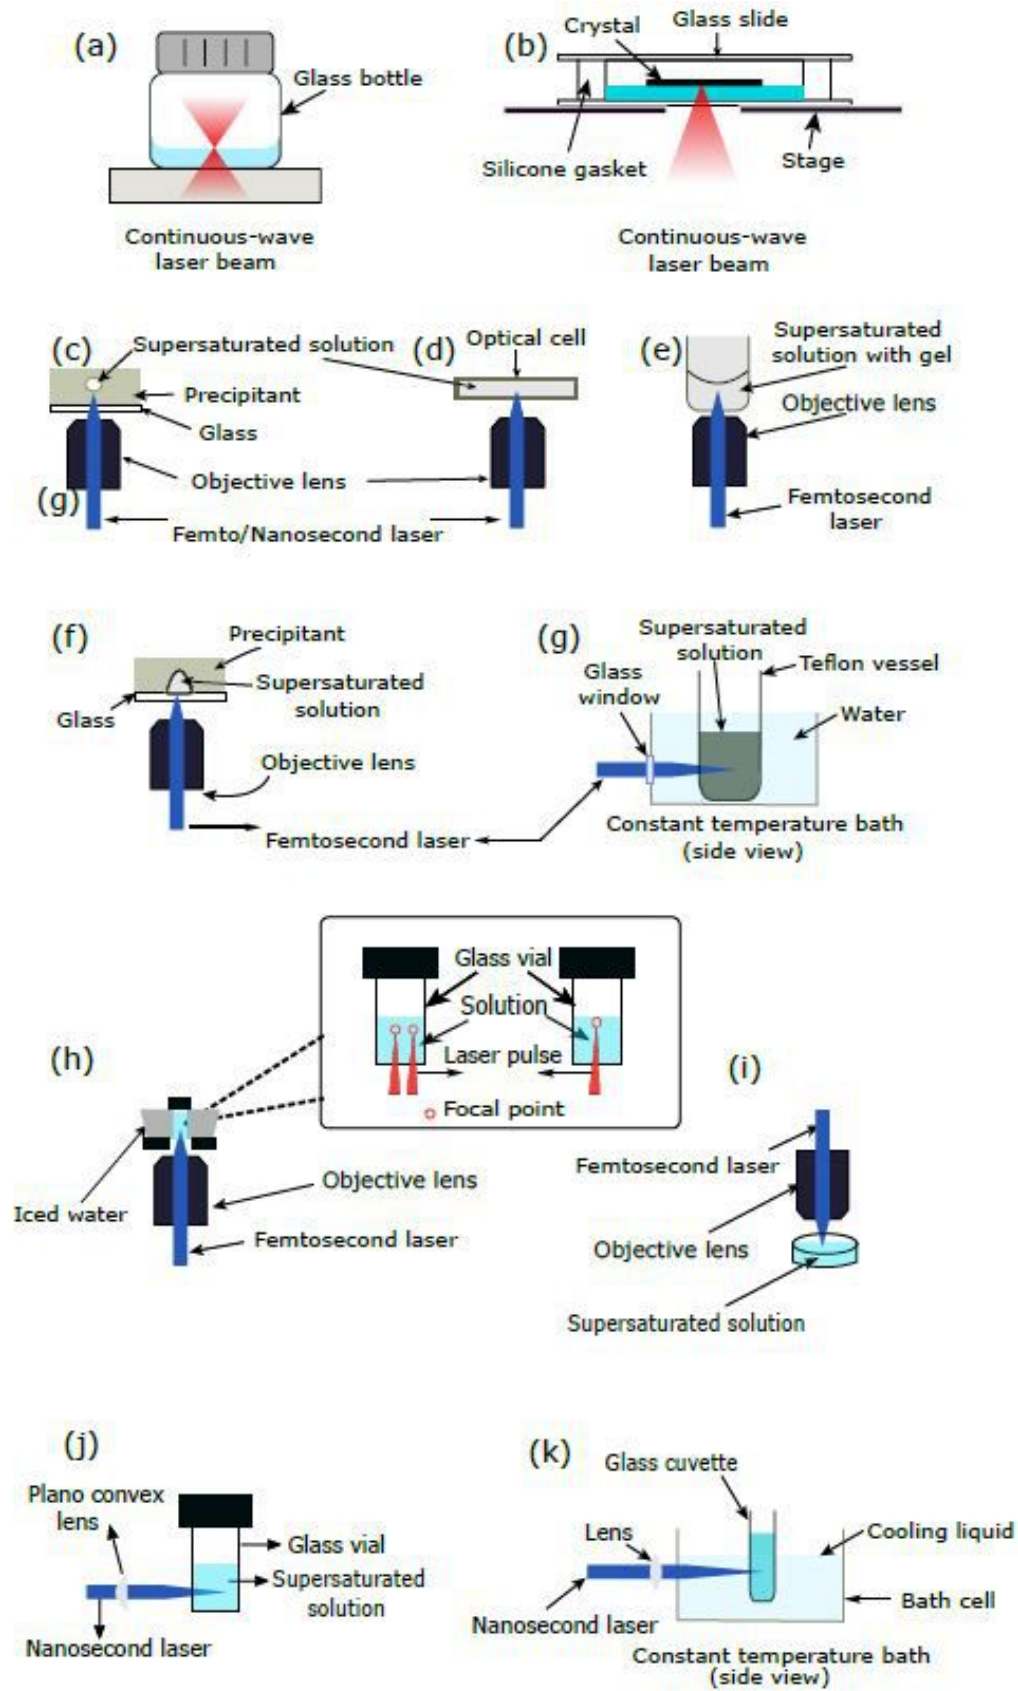 (a)
Glass bottle
Continuous-wave
laser beam
(b)
Crystal
Glass slide
Silicone gasket
Stage
Continuous-wave
laser beam
(c)
Supersaturated solution
Precipitant
Glass
Objective lens
(g)
Femto/Nanosecond laser
(d)
Optical cell
(e)
Supersaturated
solution with gel
Objective lens
Femtosecond
laser
(f)
Precipitant
Supersaturated
solution
Glass
Objective lens
Femtosecond laser
(g)
Supersaturated
solution
Glass
window
Teflon vessel
Water
Constant temperature bath
(side view)
(h)
Glass vial
Solution
Laser pulse
Focal point
Iced water
Objective lens
Femtosecond laser
(i)
Femtosecond laser
Objective lens
Supersaturated solution
(j)
Plano convex
lens
Glass vial
Supersaturated
solution
Nanosecond laser
(k)
Glass cuvette
Lens
Cooling liquid
Nanosecond laser
Bath cell
Constant temperature bath
(side view)